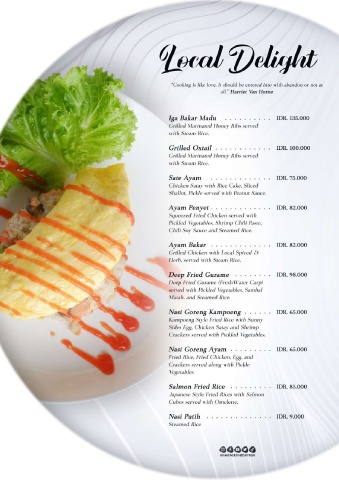 Local Delight
"Cooking is like love. It should be entered into with abandon or not at
all." Harriet Van Horne
Iga Bakar Madu . . . . . . . . . . IDR. 135.000
Grilled Marinated Honey Ribs served
with Steam Rice.
Grilled Oxtail . . . . . . . . . . . . IDR. 100.000
Grilled Marinated Honey Ribs served
with Steam Rice.
Sate Ayam . . . . . . . . . . . . . IDR. 75.000
Chicken Satay with Rice Cake, Sliced
Shallot, Pickle served with Peanut Sauce.
Ayam Penyet . . . . . . . . . . . . IDR. 82.000
Squeezed Fried Chicken served with
Pickled Vegetables, Shrimp Chilli Paste,
Chili Soy Sauce and Steamed Rice.
Ayam Bakar . . . . . . . . . . . . IDR. 82.000
Grilled Chicken with Local Spiced &
Herb, served with Steam Rice.
Deep Fried Gurame . . . . . . . . IDR. 98.000
Deep Fried Gurame (FreshWater Carp)
served with Pickled Vegetables, Sambal
Matah, and Steamed Rice.
Nasi Goreng Kampoeng . . . . . . IDR. 65.000
Kampoeng Style Fried Rice with Sunny
Side Egg, Chicken Satay and Shrimp
Crackers served with Pickled Vegetables.
Nasi Goreng Ayam . . . . . . . . . IDR. 65.000
Fried Rice, Fried Chicken, Egg, and
Crackers served along with Pickle
Vegetables.
Salmon Fried Rice . . . . . . . . . IDR. 85.000
Japanese Style Fried Rices with Salmon
Cubes served with Omelette.
Nasi Putih . . . . . . . . . . . . . . IDR. 9.000
Steamed Rice